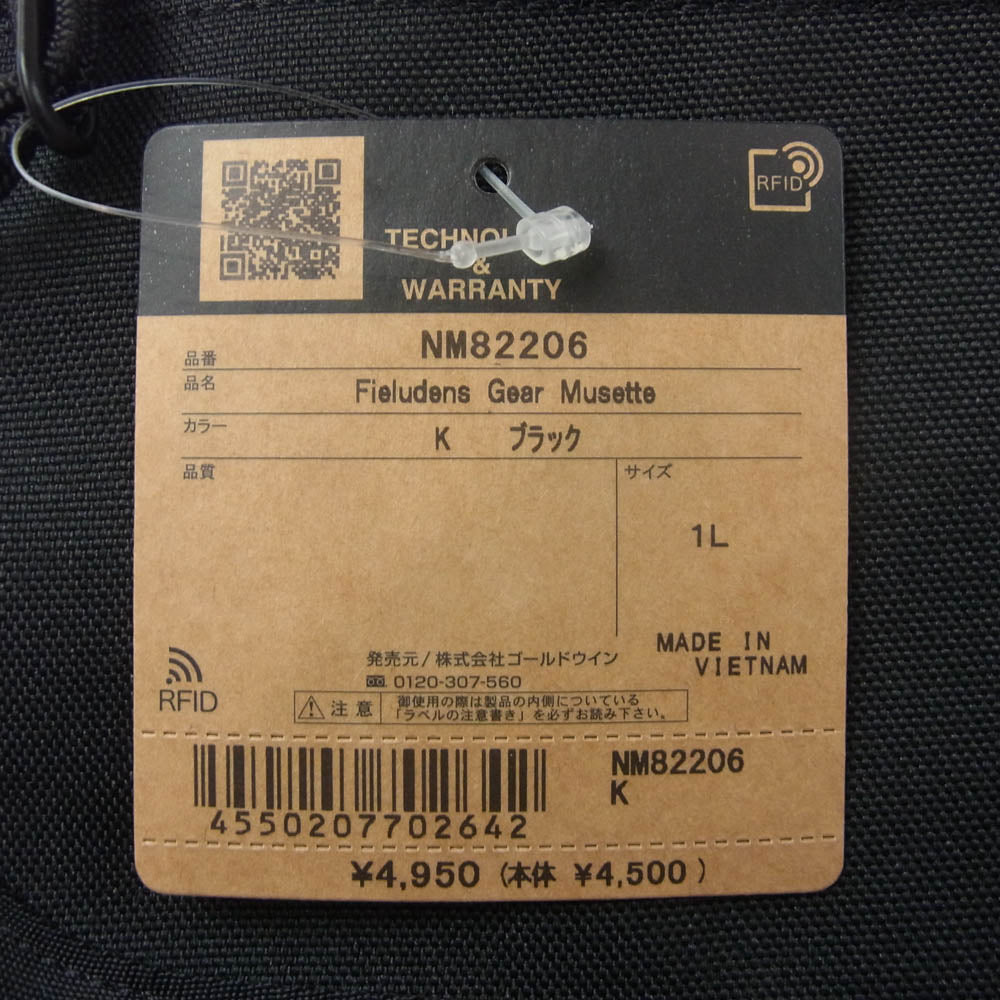 RFID
TECHNOL
&
WARRANTY
品番 NM82206
品名 Fieludens Gear Musette
カラー K ブラック
品質
サイズ
1L
MADE IN
VIETNAM
発売元/株式会社ゴールドウイン
0120-307-560
RFID
注意
御使用の際は製品の内側についている
「ラベルの注意書き」を必ずお読み下さい。
NM82206
K
4550207702642
¥4,950 (本体 ¥4,500 )